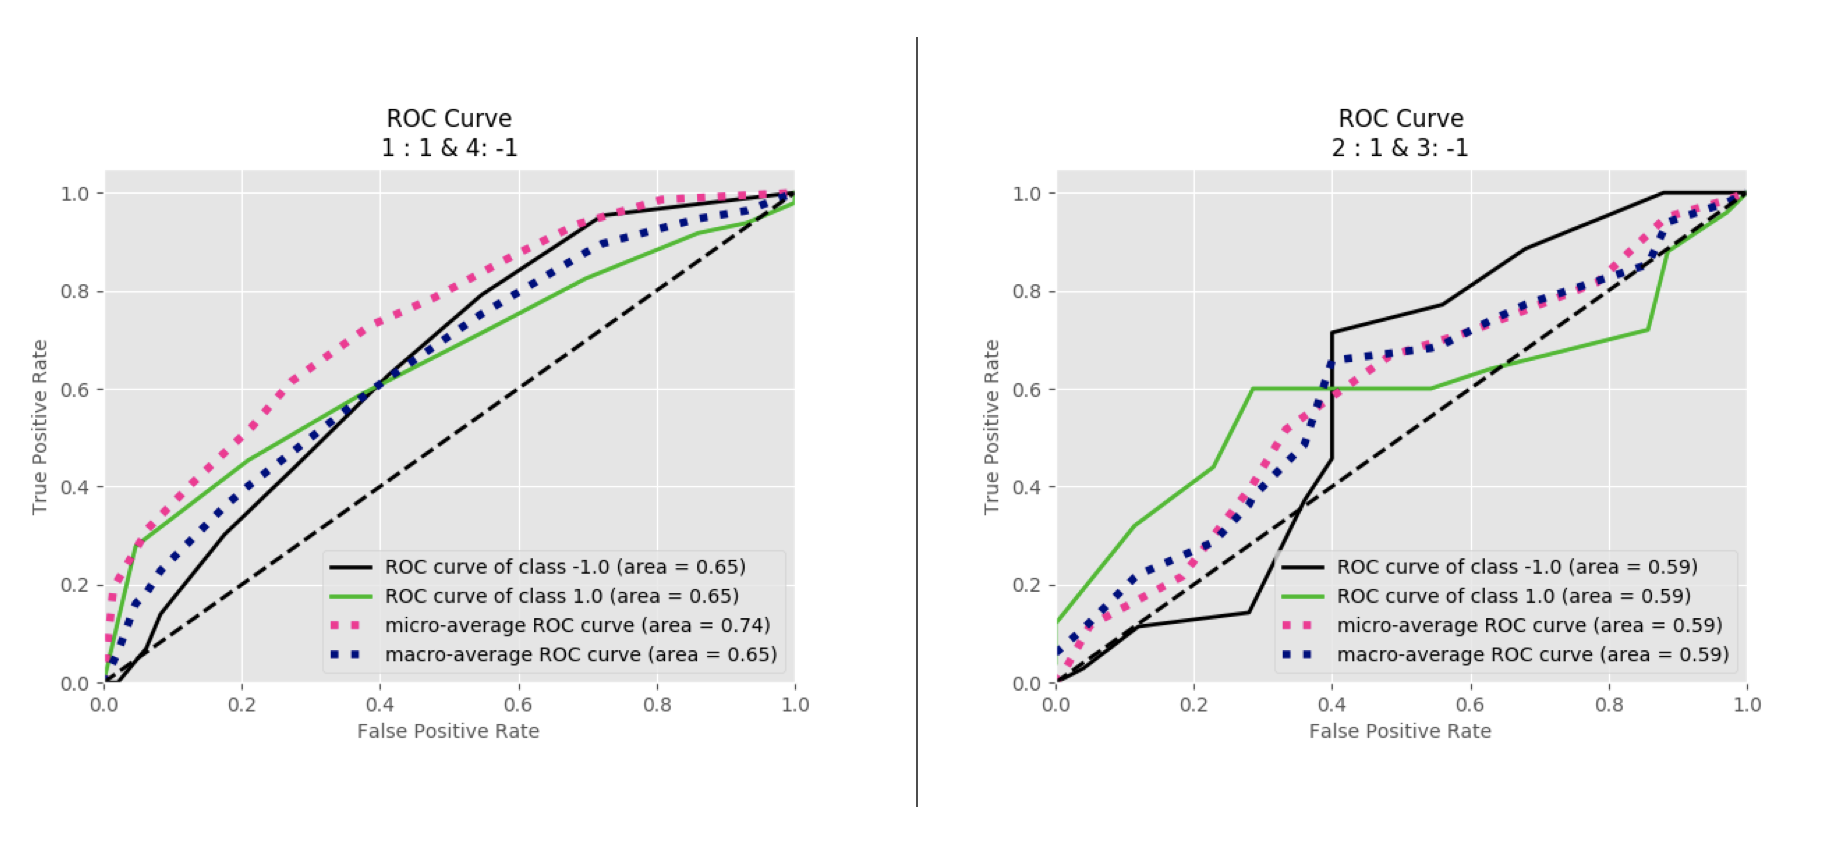 ROC Curve
1 : 1 & 4: -1
1.0
0.8
0.6
0.4
0.2
0.0
True Positive Rate
ROC curve of class -1.0 (area = 0.65)
ROC curve of class 1.0 (area = 0.65)
micro-average ROC curve (area = 0.74)
macro-average ROC curve (area = 0.65)
0.0 0.2 0.4 0.6 0.8 1.0
False Positive Rate
ROC Curve
2 : 1 & 3: -1
1.0
0.8
0.6
0.4
0.2
0.0
True Positive Rate
ROC curve of class -1.0 (area = 0.59)
ROC curve of class 1.0 (area = 0.59)
micro-average ROC curve (area = 0.59)
macro-average ROC curve (area = 0.59)
0.0 0.2 0.4 0.6 0.8 1.0
False Positive Rate